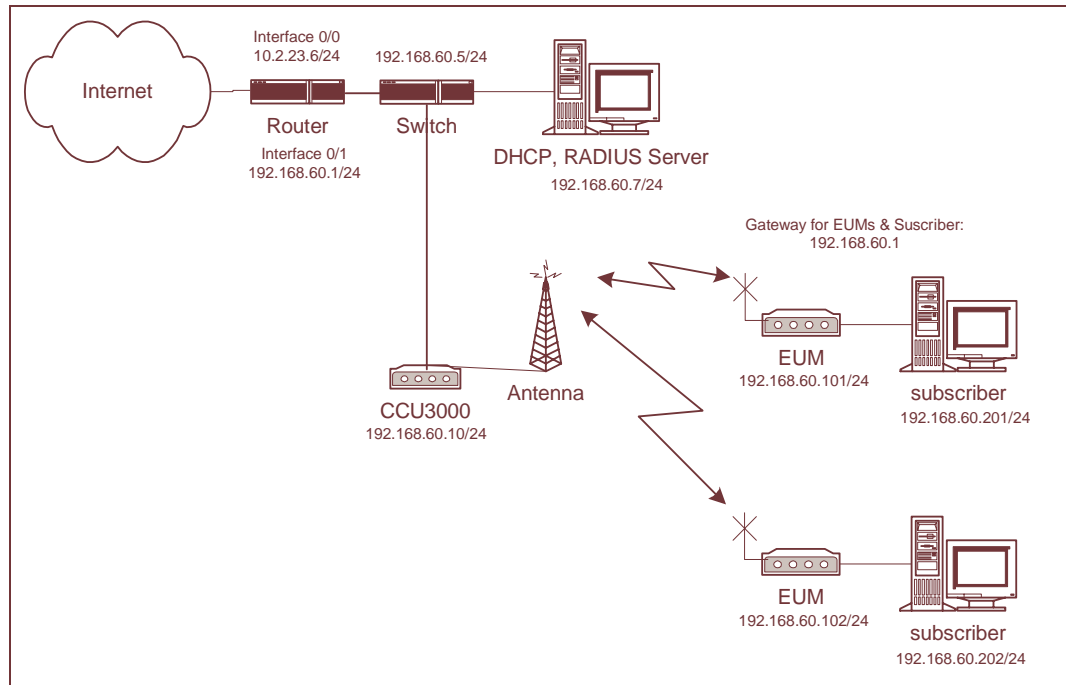 Interface 0/0
10.2.23.6/24
192.168.60.5/24
Internet
Router
Switch
Interface 0/1
192.168.60.1/24
DHCP, RADIUS Server
192.168.60.7/24
Gateway for EUMs & Suscriber:
192.168.60.1
EUM
192.168.60.101/24
subscriber
192.168.60.201/24
Antenna
CCU3000
192.168.60.10/24
EUM
192.168.60.102/24
subscriber
192.168.60.202/24